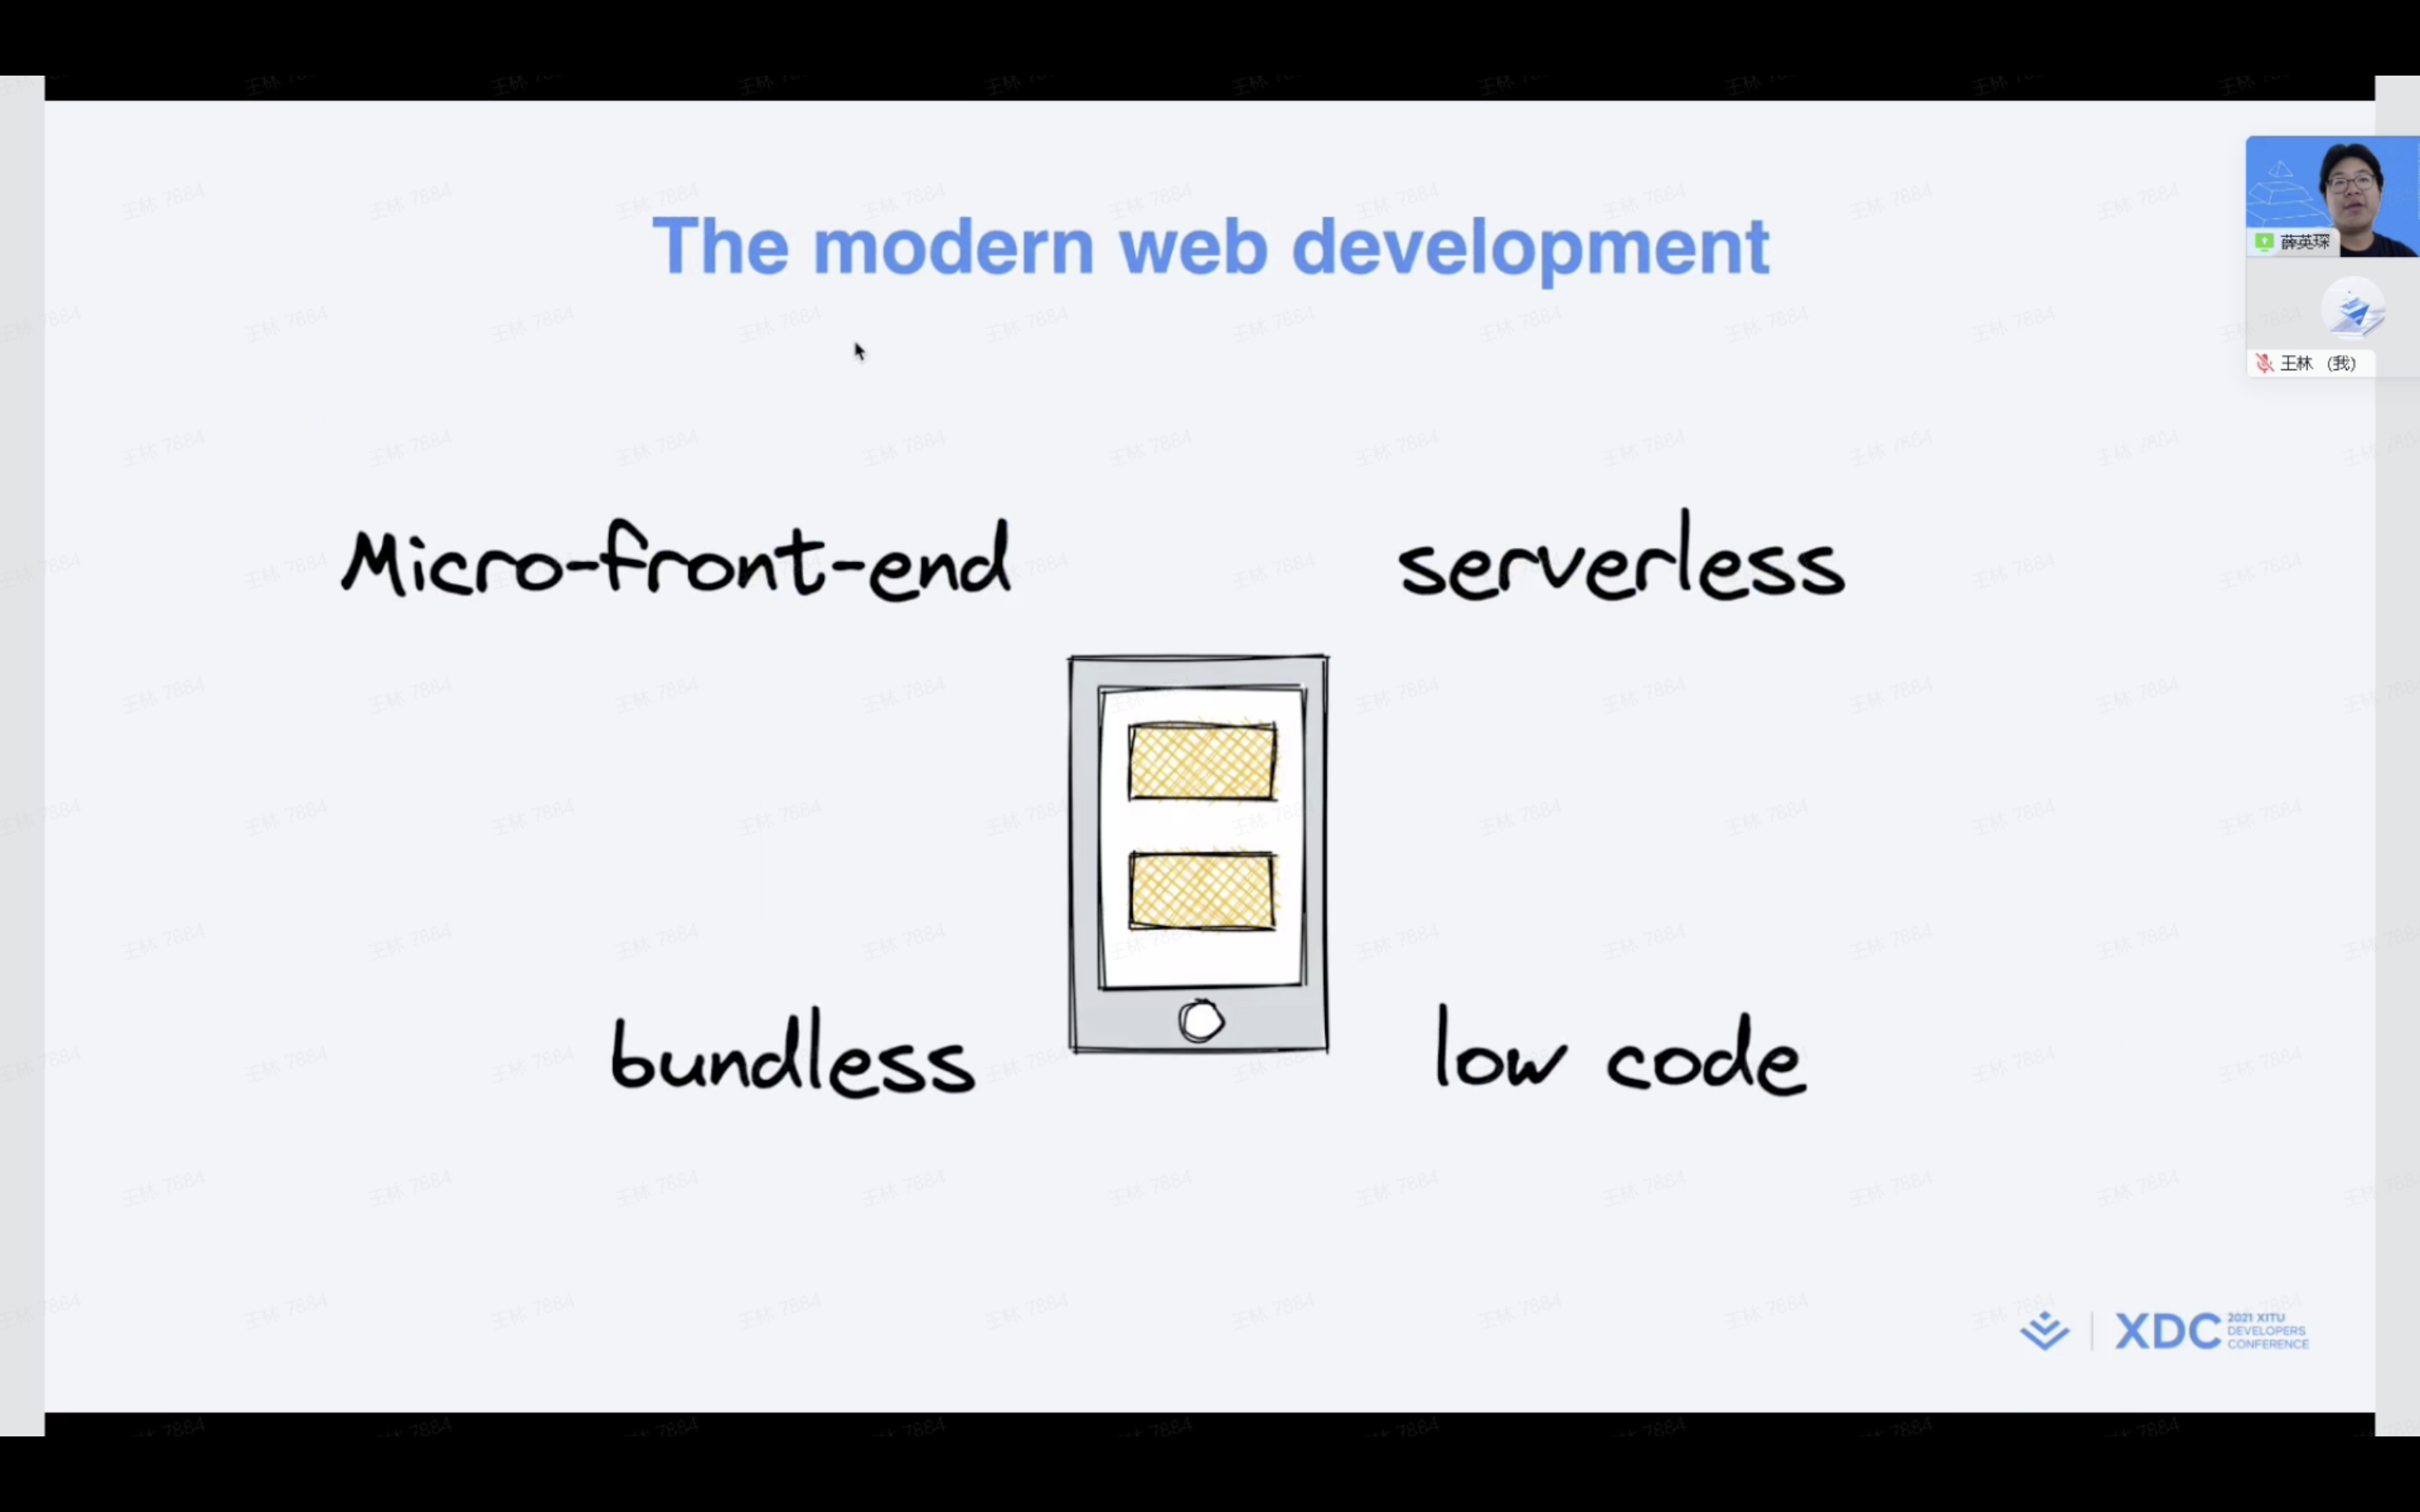 The modern web development
薛英琛
王林 (我)
Micro-front-end
serverless
bundless
low code
XDC
2021 XITU
DEVELOPERS
CONFERENCE
王林 7884